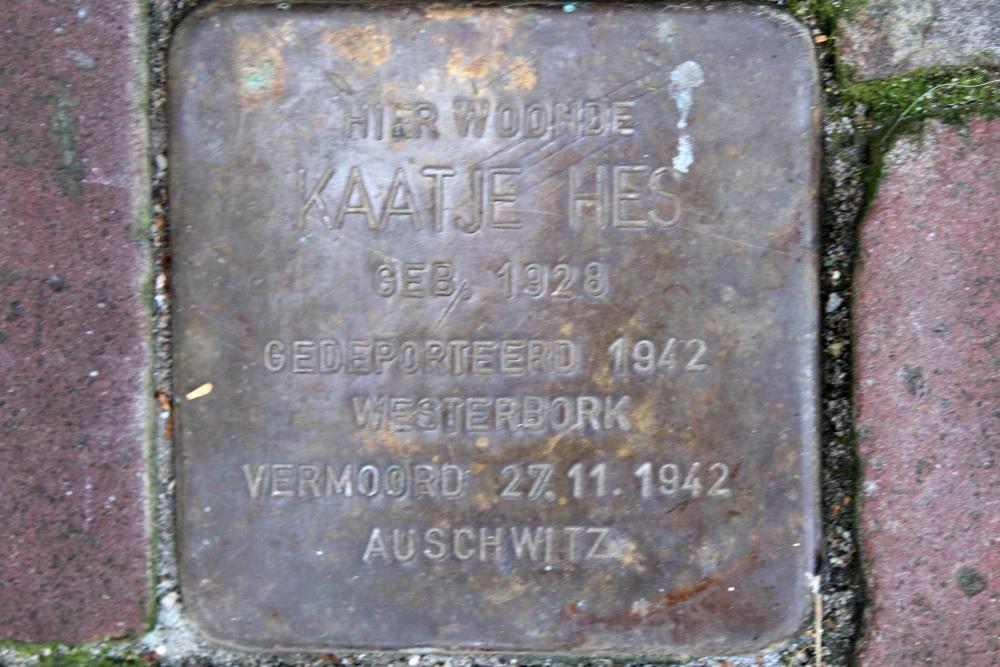 HIER WOONDE
KAATJE HES
GEB. 1928
GEDEPORTEERD 1942
WESTERBORK
VERMOORD 27.11.1942
AUSCHWITZ